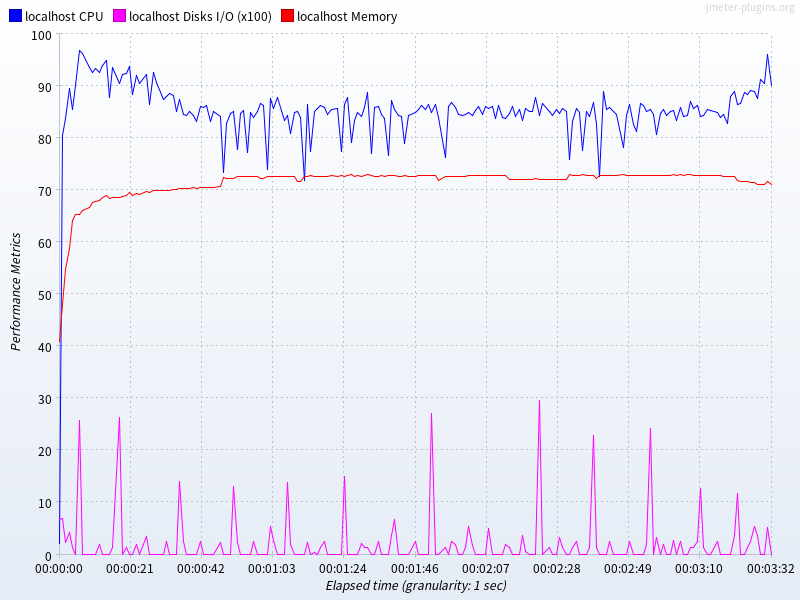 localhost CPU localhost Disks I/O (x100) localhost Memory
jmeter-plugins.org
100
90
80
70
60
50
40
30
20
10
0
Performance Metrics
00:00:00 00:00:21 00:00:42 00:01:03 00:01:24 00:01:46 00:02:07 00:02:28 00:02:49 00:03:10 00:03:32
Elapsed time (granularity: 1 sec)